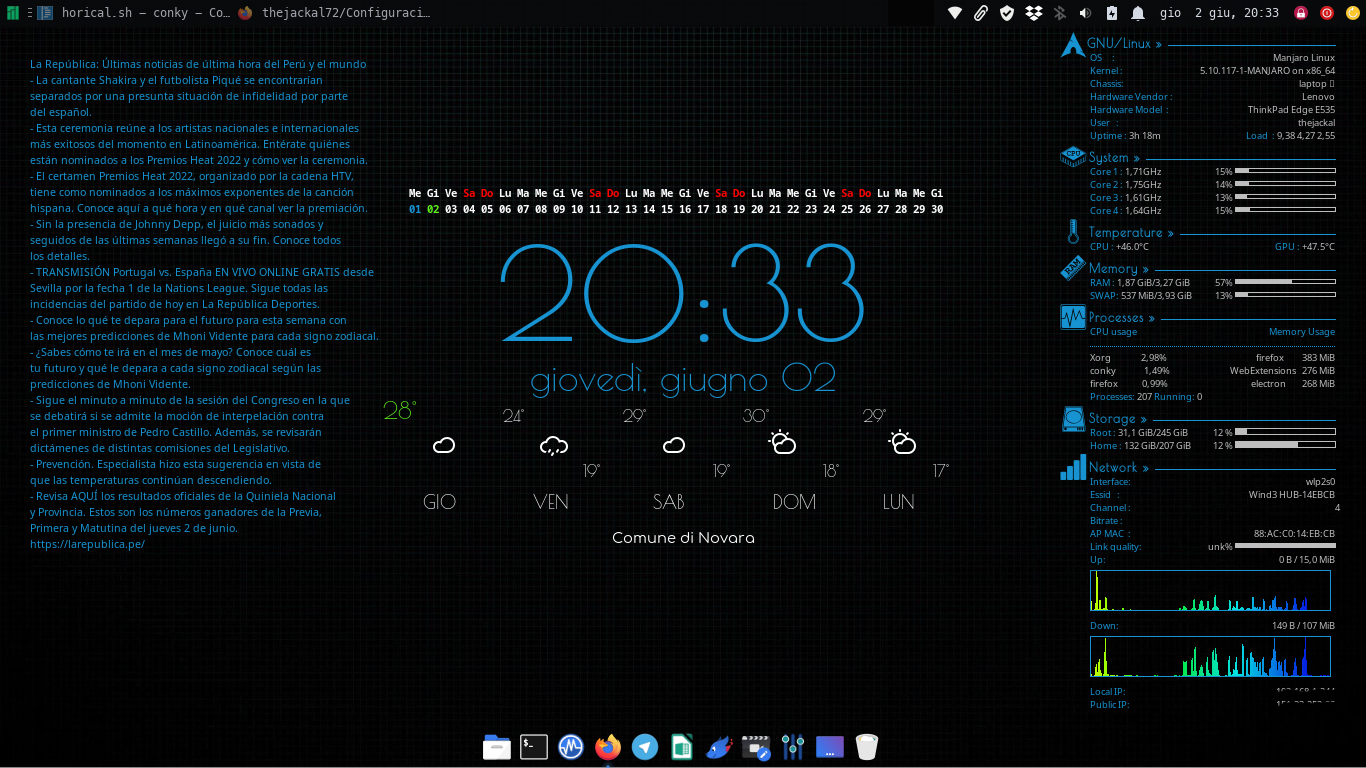 horical.sh — conky — Co…
thejackal72/Configuraci…
gio 2 giu, 20:33
La República: Últimas noticias de última hora del Perú y el mundo
- La cantante Shakira y el futbolista Piqué se encontrarían
separados por una presunta situación de infidelidad por parte
del español.
- Esta ceremonia reúne a los artistas nacionales e internacionales
más exitosos del momento en Latinoamérica. Entérate quiénes
están nominados a los Premios Heat 2022 y cómo ver la ceremonia.
- El certamen Premios Heat 2022, organizado por la cadena HTV,
tiene como nominados a los máximos exponentes de la canción
hispana. Conoce aquí a qué hora y en qué canal ver la premiación.
- Sin la presencia de Johnny Depp, el juicio más sonados y
seguidos de las últimas semanas llegó a su fin. Conoce todos
los detalles.
- TRANSMISIÓN Portugal vs. España EN VIVO ONLINE GRATIS desde
Sevilla por la fecha 1 de la Nations League. Sigue todas las
incidencias del partido de hoy en La República Deportes.
- Conoce lo qué te depara para el futuro para esta semana con
las mejores predicciones de Mhoni Vidente para cada signo zodiacal.
- ¿Sabes cómo te irá en el mes de mayo? Conoce cuál es
tu futuro y qué le depara a cada signo zodiacal según las
predicciones de Mhoni Vidente.
- Sigue el minuto a minuto de la sesión del Congreso en la que
se debatirá si se admite la moción de interpelación contra
el primer ministro de Pedro Castillo. Además, se revisarán
dictámenes de distintas comisiones del Legislativo.
- Prevención. Especialista hizo esta sugerencia en vista de
que las temperaturas continúan descendiendo.
- Revisa AQUÍ los resultados oficiales de la Quiniela Nacional
y Provincia. Estos son los números ganadores de la Previa,
Primera y Matutina del jueves 2 de junio.
https://larepublica.pe/
Me Gi Ve Sa Do Lu Ma Me Gi Ve Sa Do Lu Ma Me Gi Ve Sa Do Lu Ma Me Gi Ve Sa Do Lu Ma Me Gi
01 02 03 04 05 06 07 08 09 10 11 12 13 14 15 16 17 18 19 20 21 22 23 24 25 26 27 28 29 30
20:33
giovedì, giugno 02
28° 24° 29° 30° 29°
19° 19° 18° 17°
GIO VEN SAB DOM LUN
Comune di Novara
GNU/Linux »
OS : Manjaro Linux
Kernel: 5.10.117-1-MANJARO on x86_64
Chassis: laptop
Hardware Vendor : Lenovo
Hardware Model : ThinkPad Edge E535
User : thejackal
Uptime : 3h 18m Load : 9,38 4,27 2,55
System »
Core 1 : 1,71GHz 15%
Core 2 : 1,75GHz 14%
Core 3 : 1,61GHz 13%
Core 4 : 1,64GHz 15%
Temperature »
CPU : +46.0°C GPU : +47.5°C
Memory »
RAM : 1,87 GiB/3,27 GiB 57%
SWAP: 537 MiB/3,93 GiB 13%
Processes »
CPU usage Memory Usage
Xorg 2,98% firefox 383 MiB
conky 1,49% WebExtensions 276 MiB
firefox 0,99% electron 268 MiB
Processes: 207 Running: 0
Storage »
Root : 31,1 GiB/245 GiB 12 %
Home : 132 GiB/207 GiB 12 %
Network »
Interface: wlp2s0
Essid : Wind3 HUB-14EBCB
Channel : 4
Bitrate :
AP MAC : 88:AC:C0:14:EB:CB
Link quality: unk%
Up: 0 B / 15,0 MiB
Down: 149 B / 107 MiB
Local IP:
Public IP: